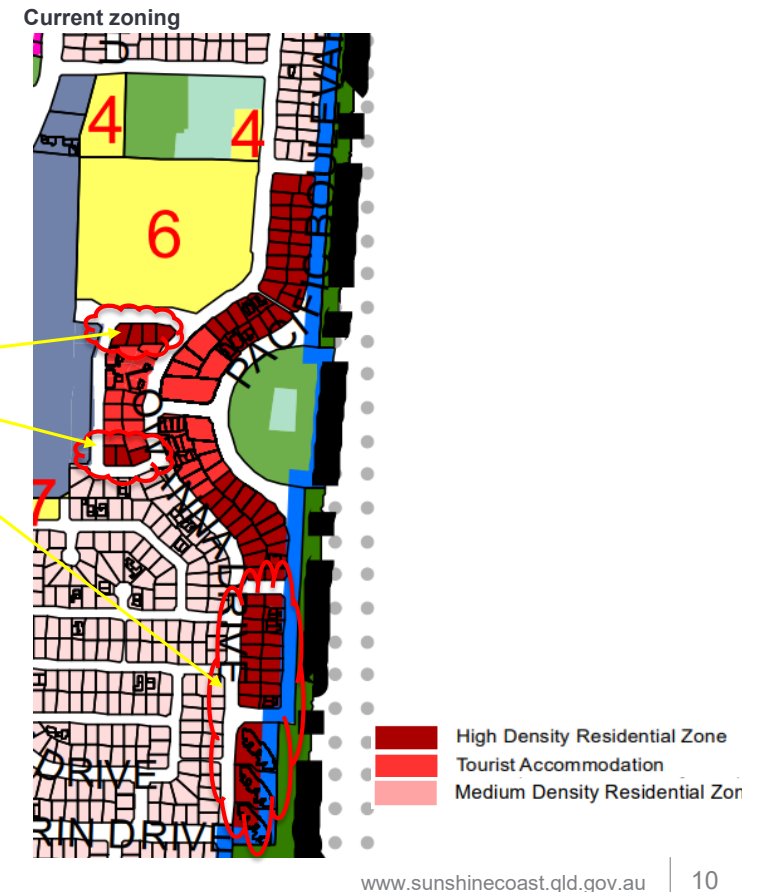 Current zoning
4
4
6
PACIFIC BOULEVAR
7
DRIVE
DRIVE
RIN DRIVE
High Density Residential Zone
Tourist Accommodation
Medium Density Residential Zon
www.sunshinecoast.qld.gov.au
10